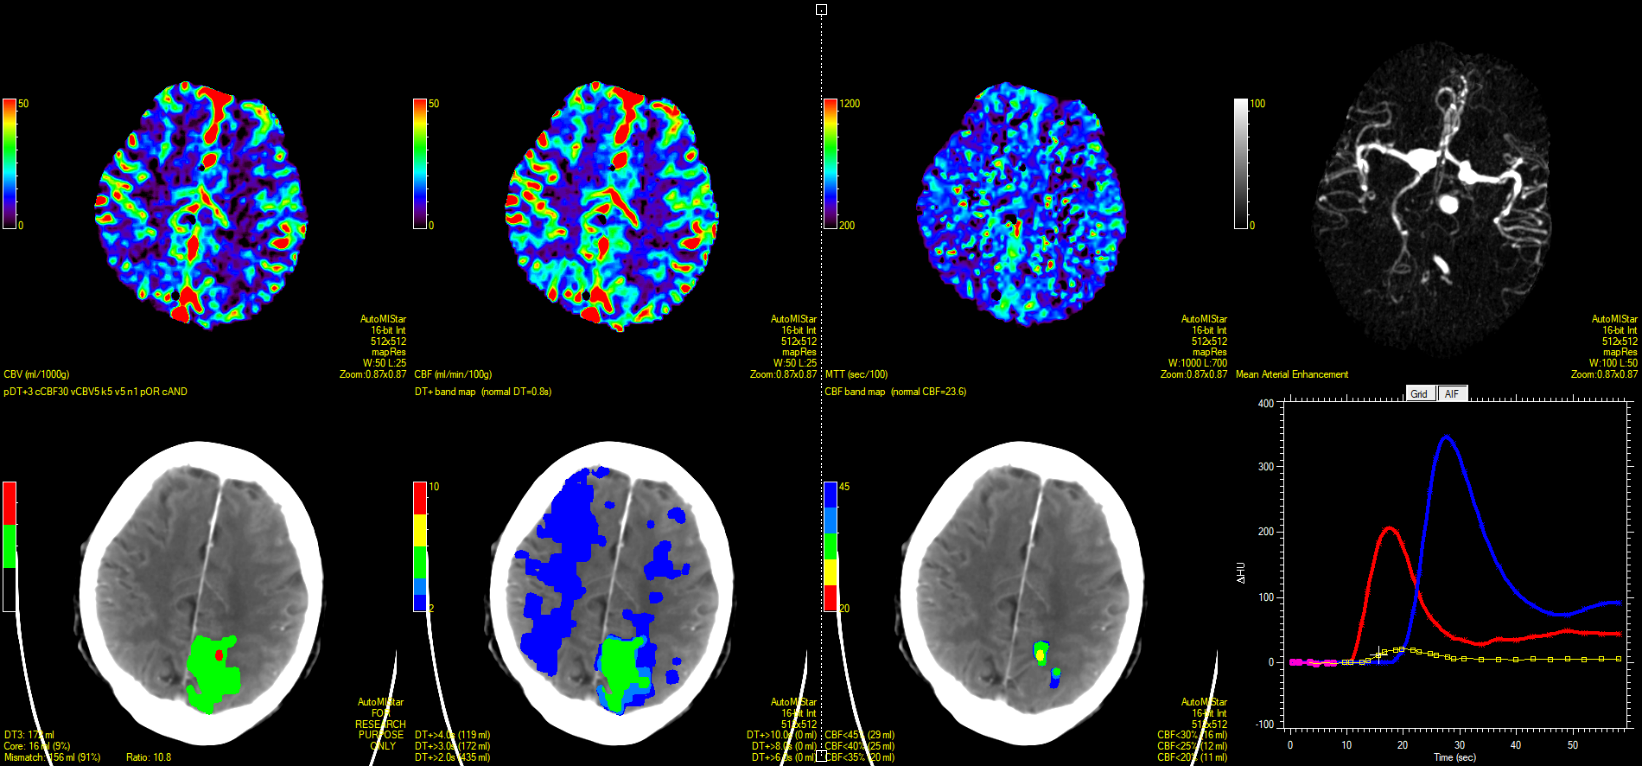 50
0
50
0
1200
200
100
0
AutoMIStar
16-bit Int
512x512
mapRes
W:50 L:25
Zoom:0.87x0.87
CBV (ml/1000g)
AutoMIStar
16-bit Int
512x512
mapRes
W:50 L:25
Zoom:0.87x0.87
CBF (ml/min/100g)
AutoMIStar
16-bit Int
512x512
mapRes
W:1000 L:700
Zoom:0.87x0.87
MTT (sec/100)
AutoMIStar
16-bit Int
512x512
mapRes
W:100 L:50
Zoom:0.87x0.87
Mean Arterial Enhancement
pDT+3 cCBF30 vCBV5 k5 v5 n1 pOR cAND
AutoMIStar
FOR
RESEARCH
PURPOSE
ONLY
DT3: 172 ml
Core: 16 ml (9%)
Mismatch: 156 ml (91%) Ratio: 10.8
DT+ band map (normal DT=0.8s)
10
2
AutoMIStar
16-bit Int
512x512
DT+>4.0s (119 ml)
DT+>3.0s (172 ml)
DT+>2.0s (435 ml)
DT+>10.0s (0 ml)
DT+>8.0s (0 ml)
DT+>6.0s (0 ml)
CBF band map (normal CBF=23.6)
45
20
AutoMIStar
16-bit Int
512x512
CBF<45% (29 ml)
CBF<40% (25 ml)
CBF<35% (20 ml)
CBF<30% (16 ml)
CBF<25% (12 ml)
CBF<20% (11 ml)
Grid AIF
400
300
200
100
0
-100
ΔHU
0 10 20 30 40 50
Time (sec)